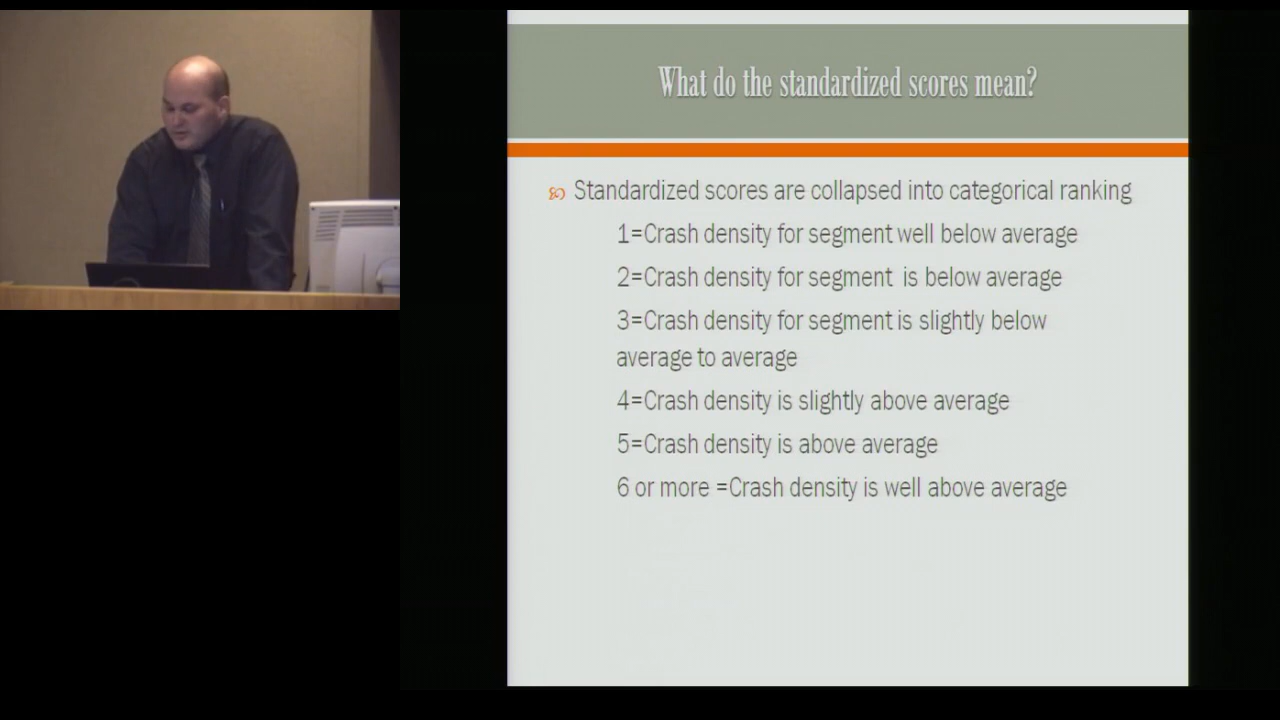 What do the standardized scores mean?
Standardized scores are collapsed into categorical ranking
1=Crash density for segment well below average
2=Crash density for segment is below average
3=Crash density for segment is slightly below
average to average
4=Crash density is slightly above average
5=Crash density is above average
6 or more =Crash density is well above average